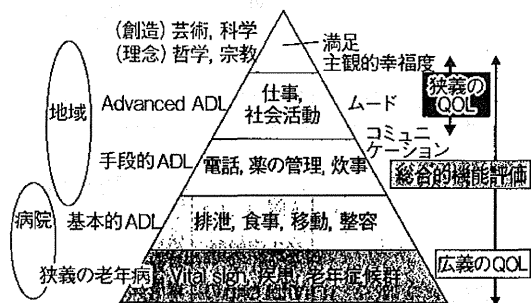 (創造) 芸術, 科学
(理念) 哲学, 宗教
満足
主観的幸福度
地域
Advanced ADL
仕事,
社会活動
ムード
狭義の
QOL
コミュニ
ケーション
手段的ADL
電話, 薬の管理, 炊事
総合的機能評価
病院
基本的ADL
排泄, 食事, 移動, 整容
広義のQOL
狭義の老年病
Vital sign, 疾患, 老年症候群